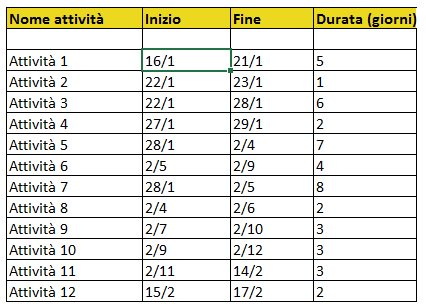 Nome attività Inizio Fine Durata (giorni)
Attività 1 16/1 21/1 5
Attività 2 22/1 23/1 1
Attività 3 22/1 28/1 6
Attività 4 27/1 29/1 2
Attività 5 28/1 2/4 7
Attività 6 2/5 2/9 4
Attività 7 28/1 2/5 8
Attività 8 2/4 2/6 2
Attività 9 2/7 2/10 3
Attività 10 2/9 2/12 3
Attività 11 2/11 14/2 3
Attività 12 15/2 17/2 2